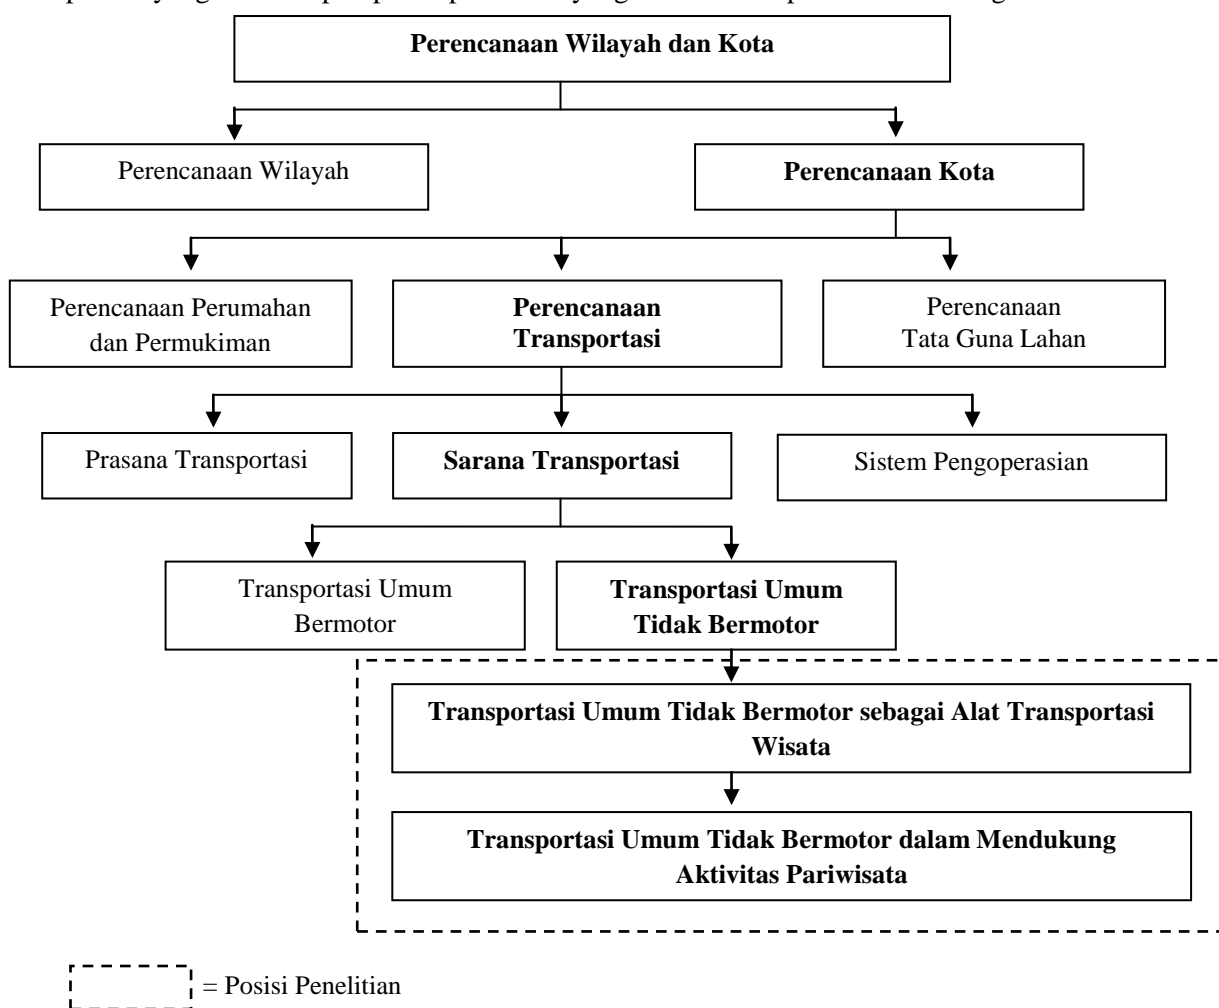 Perencanaan Wilayah dan Kota
Perencanaan Wilayah
Perencanaan Kota
Perencanaan Perumahan
dan Permukiman
Perencanaan
Transportasi
Perencanaan
Tata Guna Lahan
Prasana Transportasi
Sarana Transportasi
Sistem Pengoperasian
Transportasi Umum
Bermotor
Transportasi Umum
Tidak Bermotor
Transportasi Umum Tidak Bermotor sebagai Alat Transportasi
Wisata
Transportasi Umum Tidak Bermotor dalam Mendukung
Aktivitas Pariwisata
= Posisi Penelitian